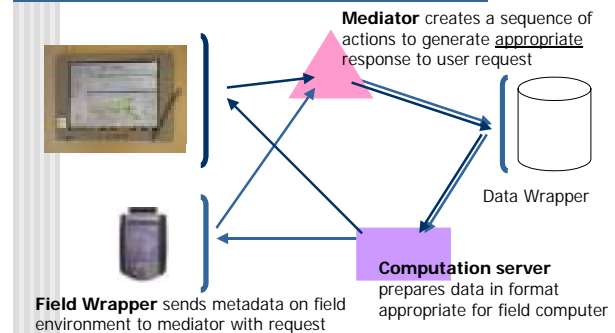 Mediator creates a sequence of
actions to generate appropriate
response to user request
Data Wrapper
Computation server
prepares data in format
appropriate for field computer
Field Wrapper sends metadata on field
environment to mediator with request